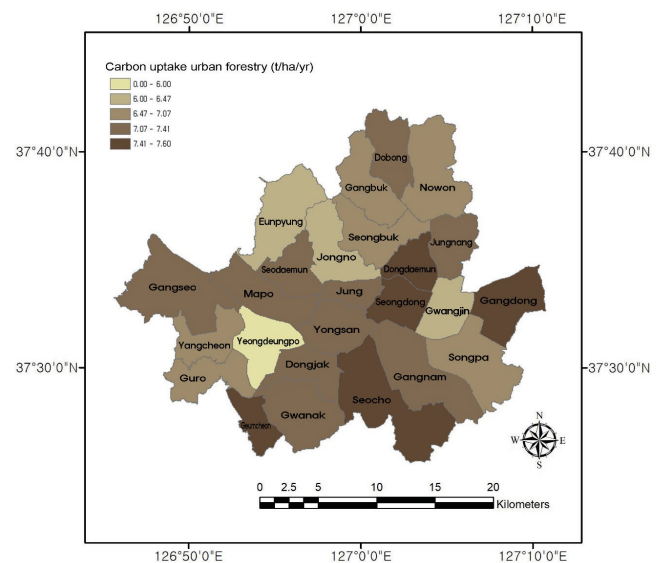 126°50'0"E 127°0'0"E 127°10'0"E
Carbon uptake urban forestry (t/ha/yr)
0.00 - 6.00
6.00 - 6.47
6.47 - 7.07
7.07 - 7.41
7.41 - 7.60
37°40'0"N 37°40'0"N
Dobong
Gangbuk Nowon
Eunpyung
Seongbuk Jungnang
Jongno
Seodaemun Dongdaemun
Gangseo Mapo Jung Seongdong Gangdong
Gwangjin
Yongsan
Yangcheon Yeongdeungpo
Songpa
37°30'0"N 37°30'0"N
Dongjak
Guro Gangnam
Seocho
Gwanak
Geumcheon
N
W E
S
0 2.5 5 10 15 20
Kilometers
126°50'0"E 127°0'0"E 127°10'0"E